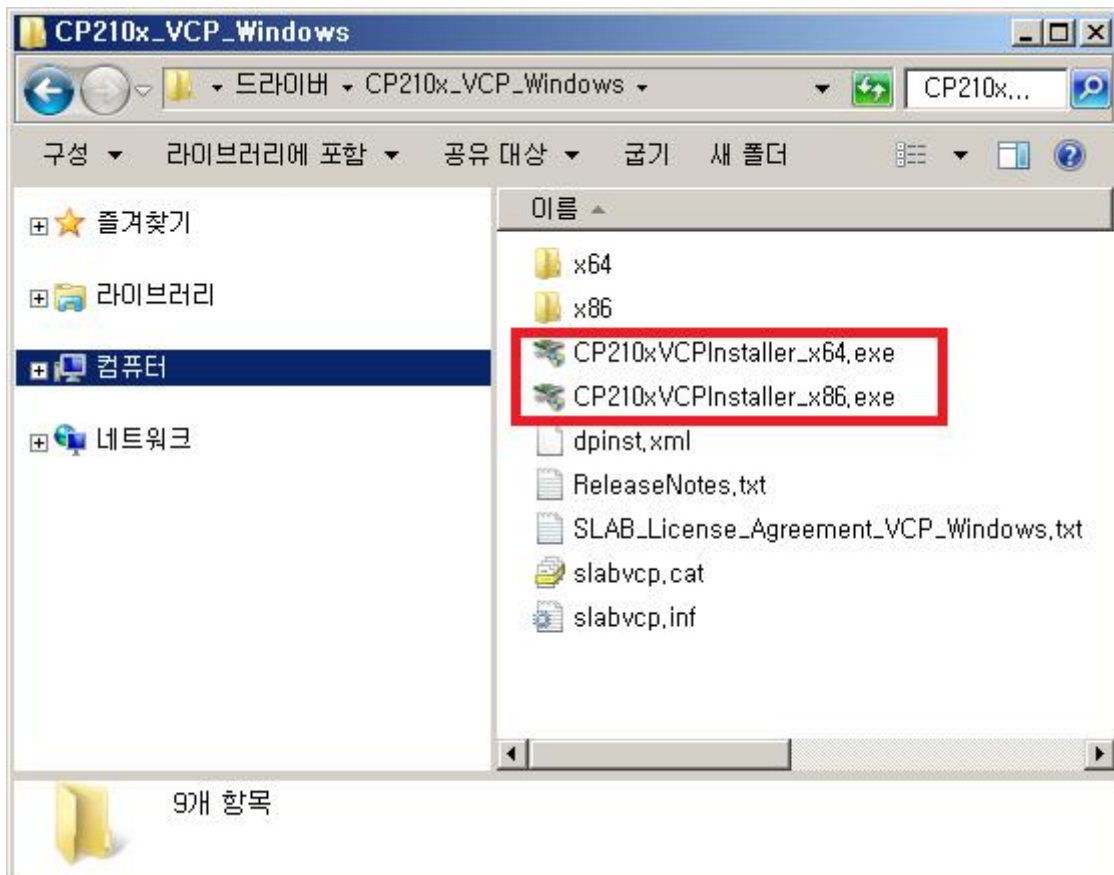 CP210x_VCP_Windows
드라이버 CP210x_VCP_Windows CP210x...
구성 라이브러리에 포함 공유 대상 굽기 새 폴더
즐겨찾기
라이브러리
컴퓨터
네트워크
이름
x64
x86
CP210xVCPInstaller_x64.exe
CP210xVCPInstaller_x86.exe
dpinst.xml
ReleaseNotes.txt
SLAB_License_Agreement_VCP_Windows.txt
slabvcp.cat
slabvcp.inf
9개 항목